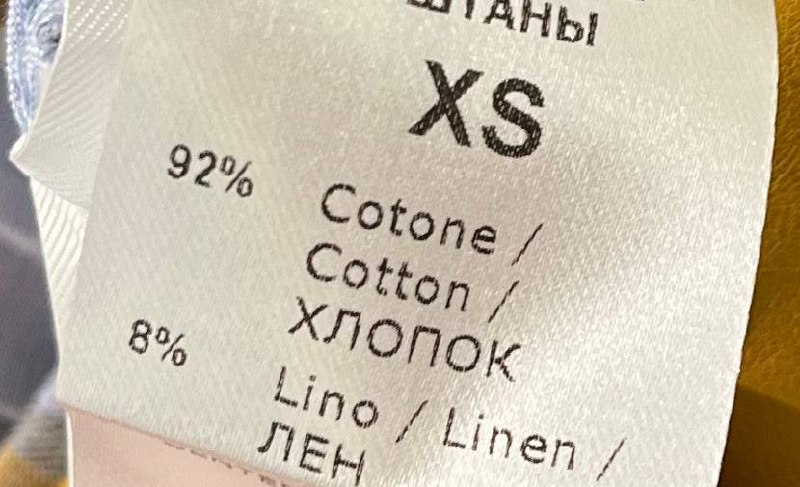 ШТАНЫ
XS
92% Cotone /
Cotton /
ХЛОПОК
8% Lino / Linen /
ЛЕН